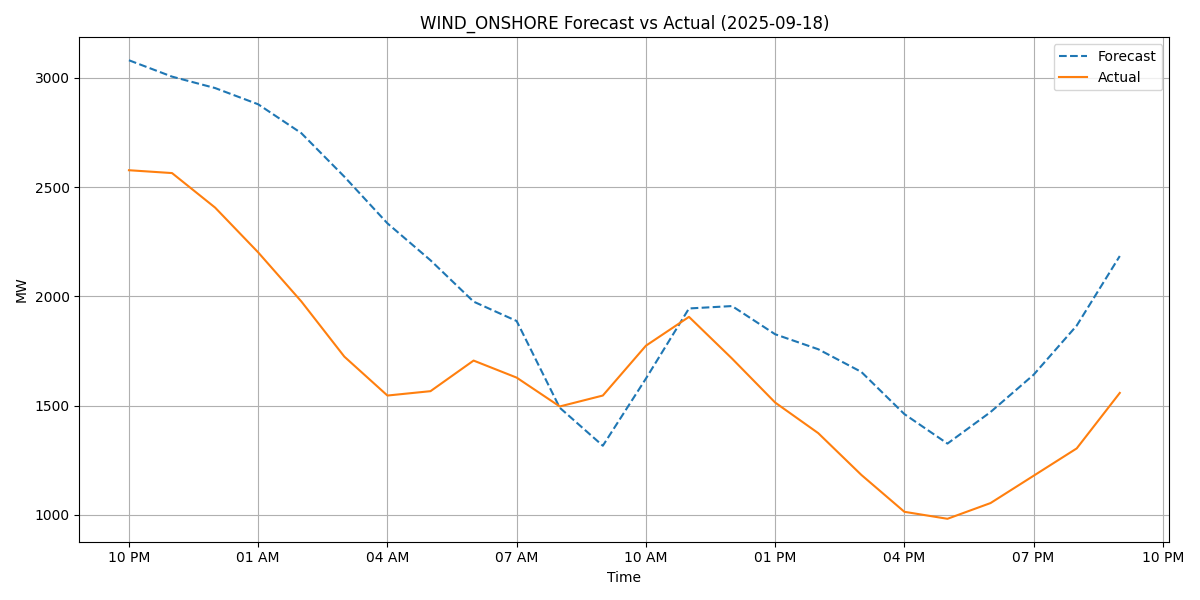 WIND_ONSHORE Forecast vs Actual (2025-09-18)
Forecast
Actual
MW
3000
2500
2000
1500
1000
10 PM 01 AM 04 AM 07 AM 10 AM 01 PM 04 PM 07 PM 10 PM
Time